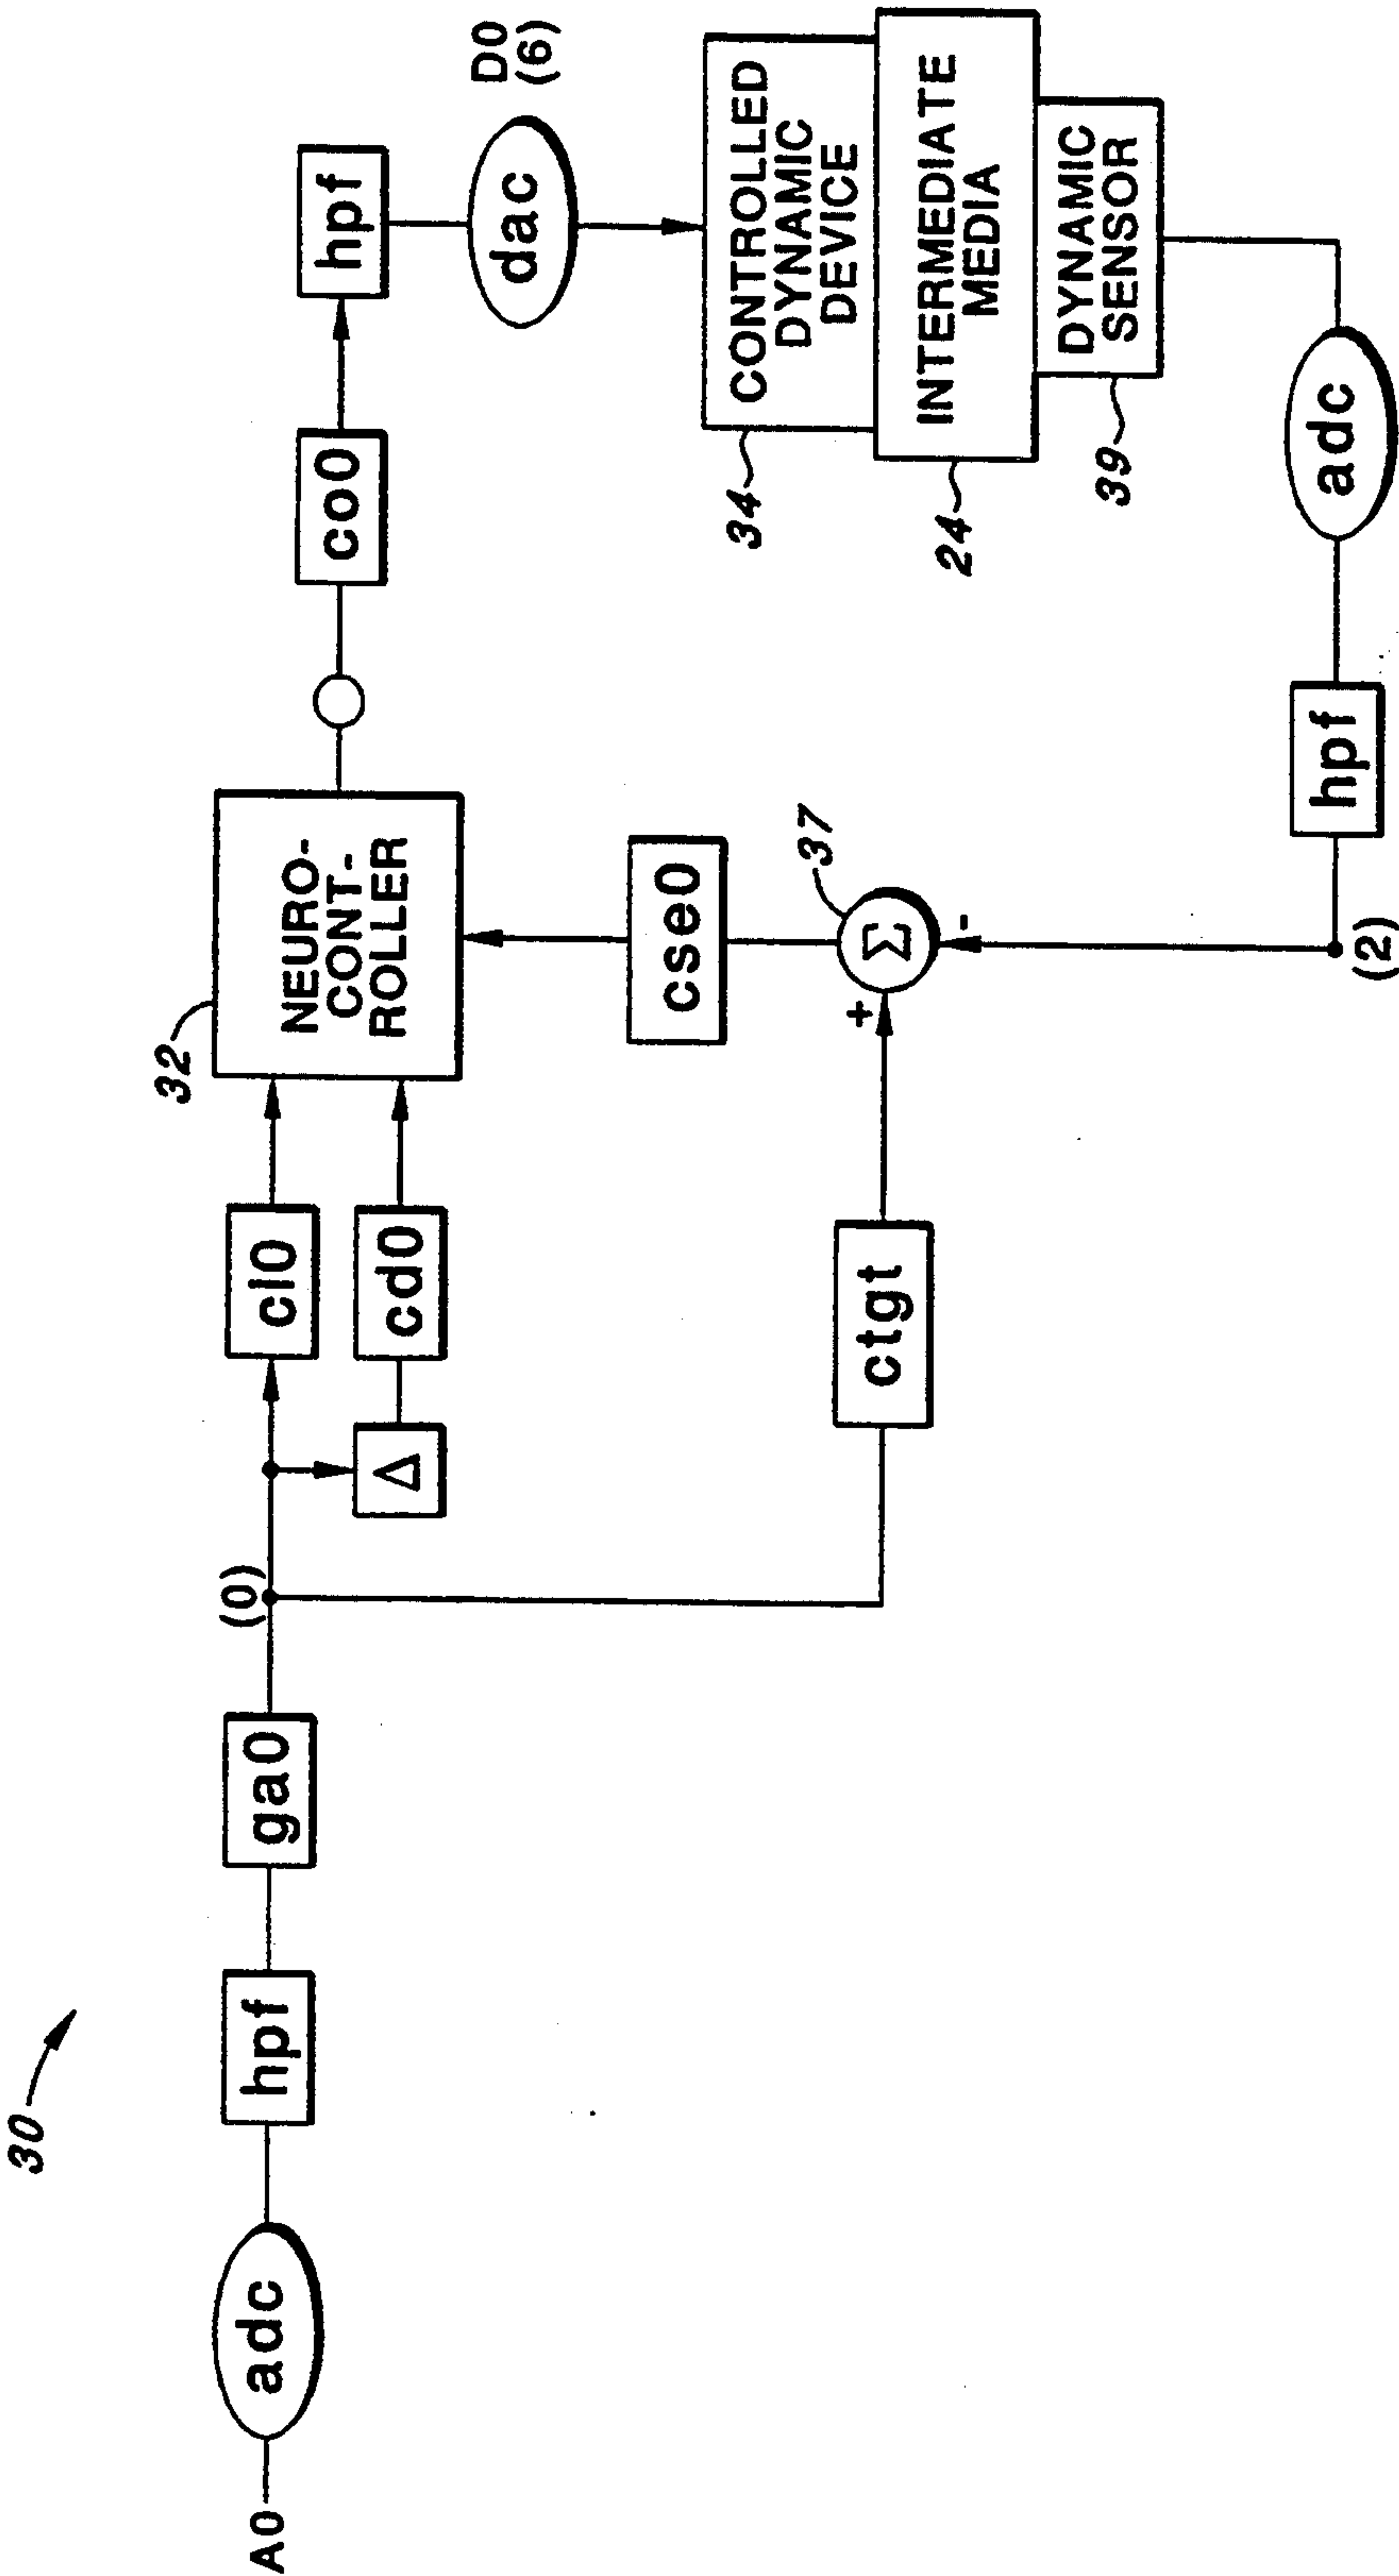 30
A0
adc
hpf
ga0
(0)
Δ
cl0
cd0
32
NEURO-
CONT-
ROLLER
co0
hpf
dac
D0
(6)
ctgt
+
Σ
-
37
cse0
34
CONTROLLED
DYNAMIC
DEVICE
24
INTERMEDIATE
MEDIA
39
DYNAMIC
SENSOR
adc
hpf
(2)